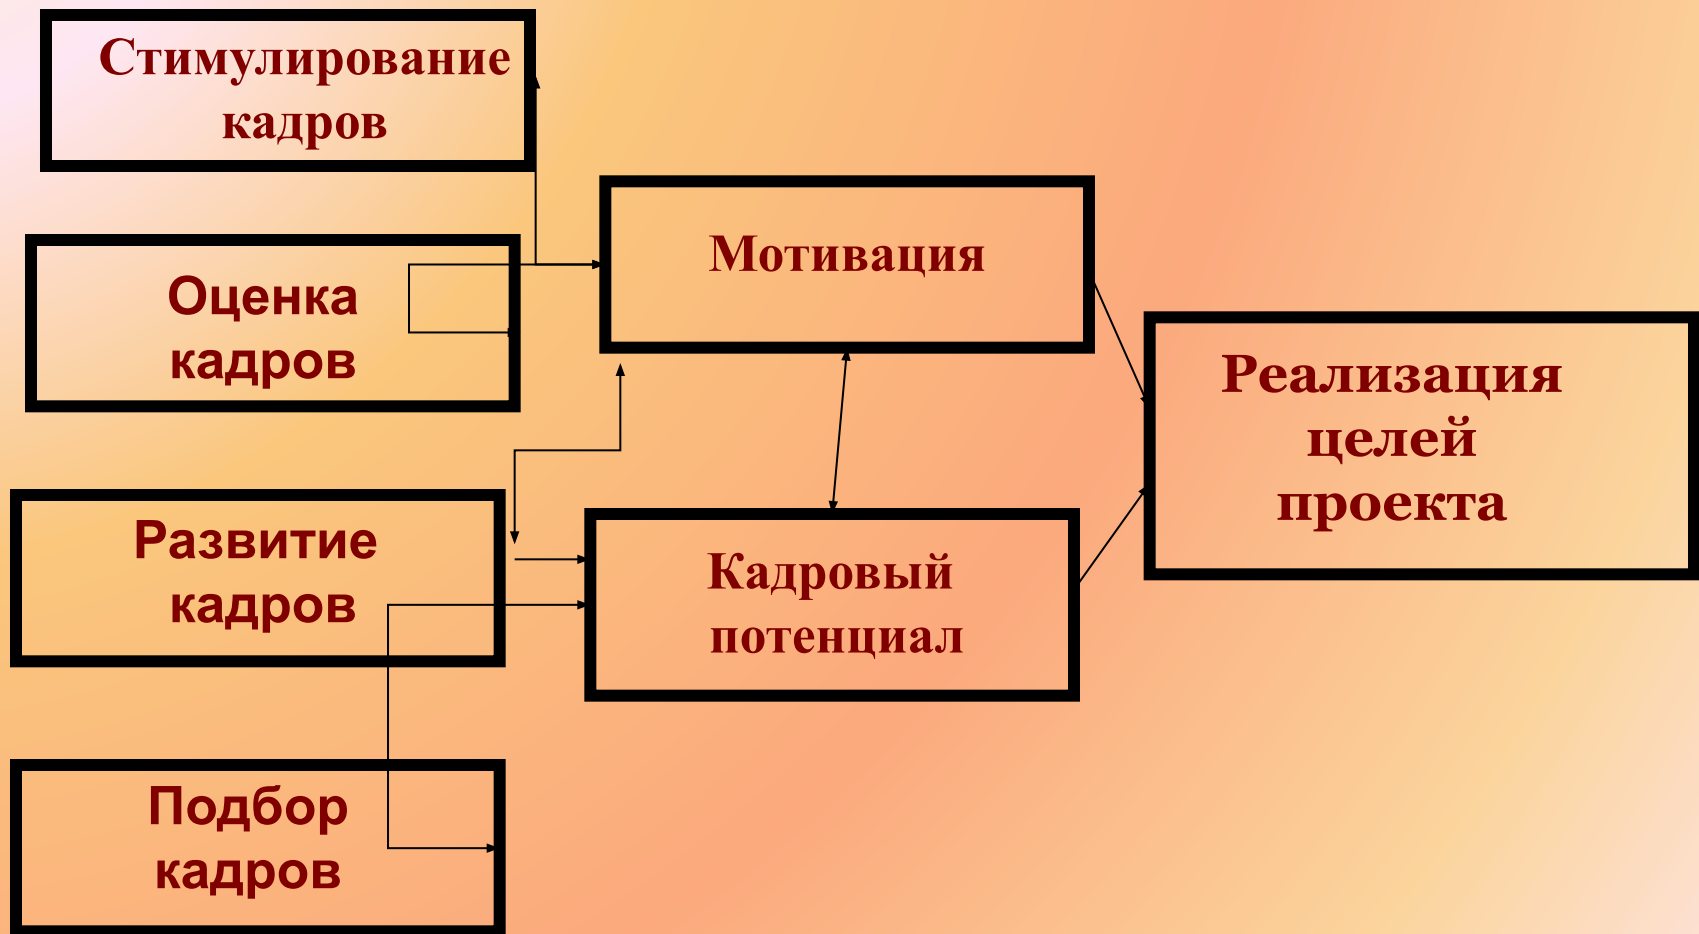 Стимулирование
кадров
Оценка
кадров
Развитие
кадров
Подбор
кадров
Мотивация
Кадровый
потенциал
Реализация
целей
проекта